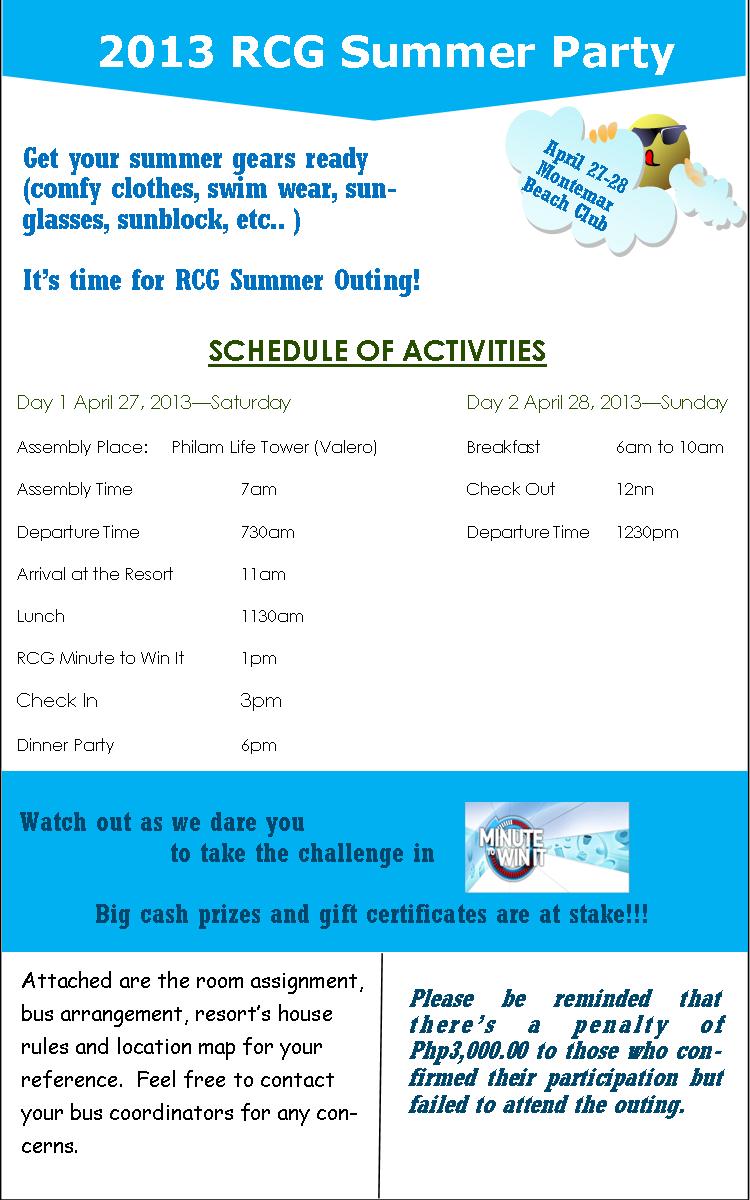 2013 RCG Summer Party
Get your summer gears ready
(comfy clothes, swim wear, sun-
glasses, sunblock, etc.. )
It's time for RCG Summer Outing!
April 27-28
Montemar
Beach Club
SCHEDULE OF ACTIVITIES
Day 1 April 27, 2013—Saturday
Assembly Place: Philam Life Tower (Valero)
Assembly Time 7am
Departure Time 730am
Arrival at the Resort 11am
Lunch 1130am
RCG Minute to Win It 1pm
Check In 3pm
Dinner Party 6pm
Day 2 April 28, 2013—Sunday
Breakfast 6am to 10am
Check Out 12nn
Departure Time 1230pm
Watch out as we dare you
to take the challenge in
MINUTE
TO WIN IT
Big cash prizes and gift certificates are at stake!!!
Attached are the room assignment,
bus arrangement, resort's house
rules and location map for your
reference. Feel free to contact
your bus coordinators for any con-
cerns.
Please be reminded that
there's a penalty of
Php3,000.00 to those who con-
firmed their participation but
failed to attend the outing.